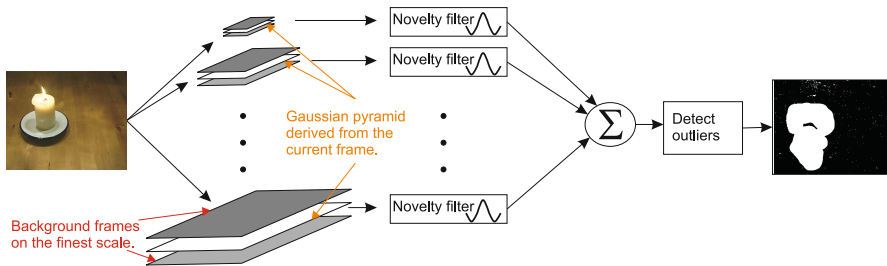 Novelty filter
Novelty filter
Gaussian pyramid
derived from the
current frame.
Σ
Detect
outliers
Novelty filter
Background frames
on the finest scale.